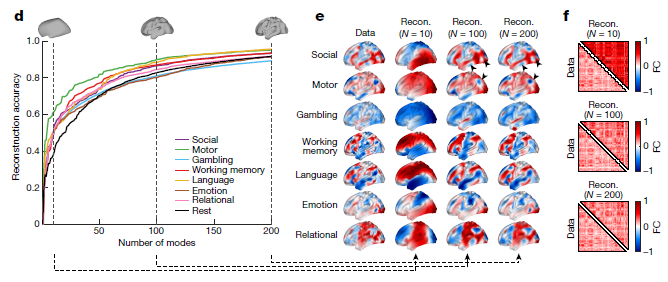 d
Reconstruction accuracy
1.0
0.8
0.6
0.4
0.2
0
50
100
150
200
Number of modes
Social
Motor
Gambling
Working memory
Language
Emotion
Relational
Rest
e
Data
Recon.
(N = 10)
Recon.
(N = 100)
Recon.
(N = 200)
Social
Motor
Gambling
Working
memory
Language
Emotion
Relational
f
Recon.
(N = 10)
Data
1
0
–1
FC
Recon.
(N = 100)
Data
1
0
–1
FC
Recon.
(N = 200)
Data
1
0
–1
FC